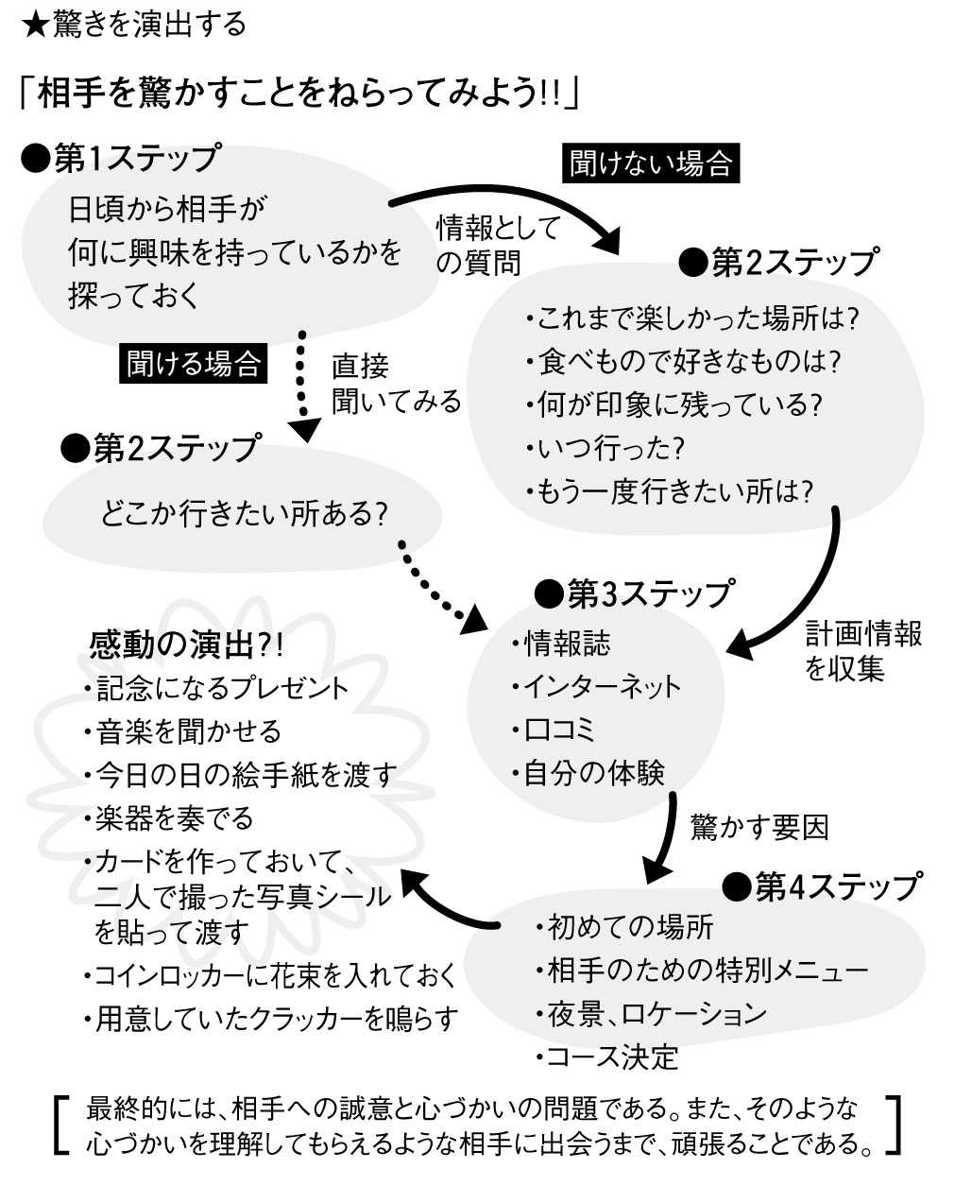 ★驚きを演出する
「相手を驚かすことをねらってみよう!!」
●第1ステップ
日頃から相手が
何に興味を持っているかを
探っておく
聞けない場合
情報として
の質問
●第2ステップ
・これまで楽しかった場所は?
・食べもので好きなものは?
・何が印象に残っている?
・いつ行った?
・もう一度行きたい所は?
聞ける場合
直接
聞いてみる
●第2ステップ
どこか行きたい所ある?
計画情報
を収集
●第3ステップ
・情報誌
・インターネット
・口コミ
・自分の体験
驚かす要因
●第4ステップ
・初めての場所
・相手のための特別メニュー
・夜景、ロケーション
・コース決定
感動の演出?!
・記念になるプレゼント
・音楽を聞かせる
・今日の日の絵手紙を渡す
・楽器を奏でる
・カードを作っておいて、
二人で撮った写真シール
を貼って渡す
・コインロッカーに花束を入れておく
・用意していたクラッカーを鳴らす
最終的には、相手への誠意と心づかいの問題である。また、そのような
心づかいを理解してもらえるような相手に出会うまで、頑張ることである。